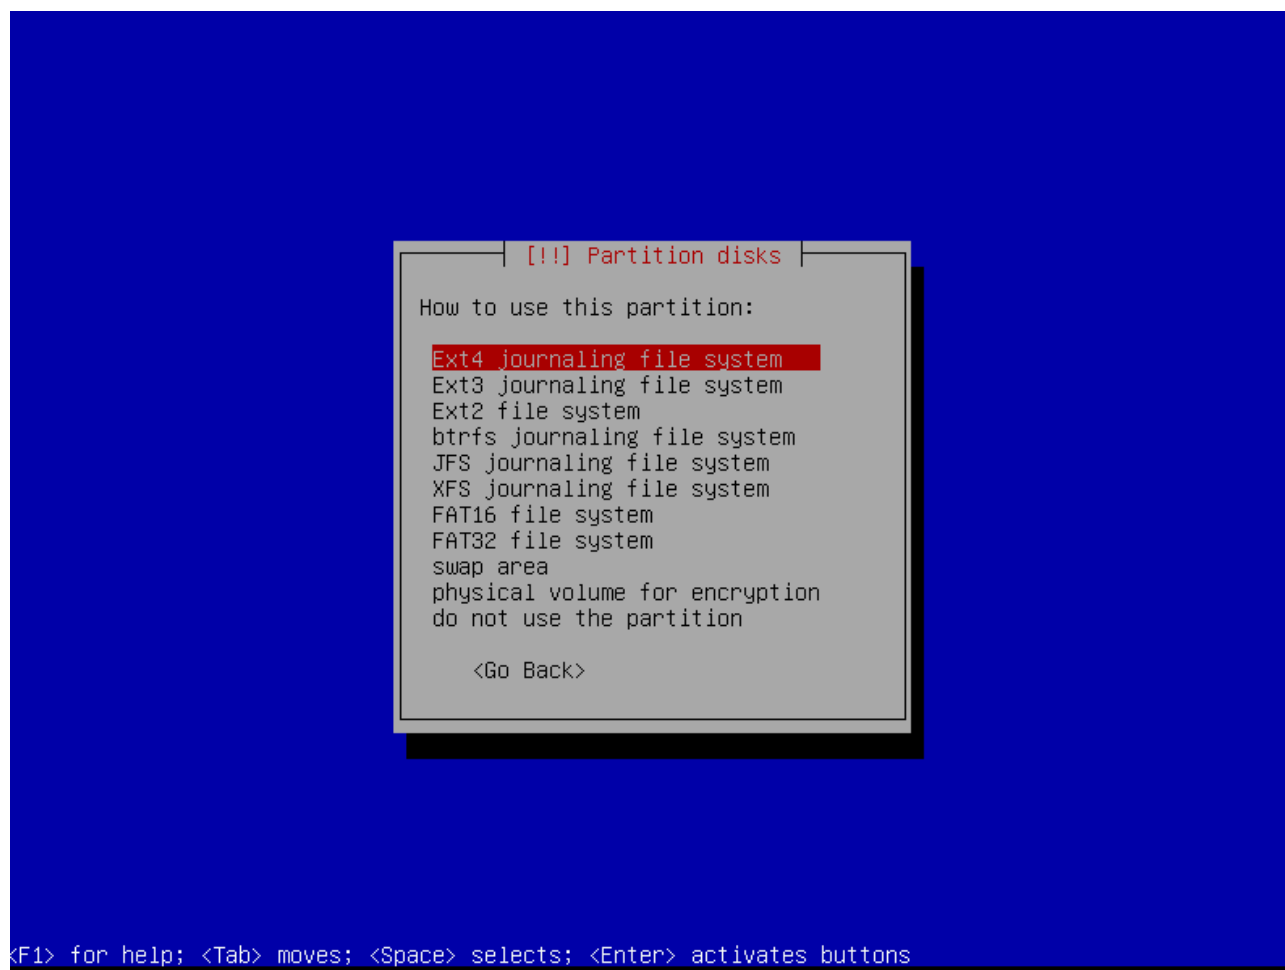 [!!] Partition disks
How to use this partition:
Ext4 journaling file system
Ext3 journaling file system
Ext2 file system
btrfs journaling file system
JFS journaling file system
XFS journaling file system
FAT16 file system
FAT32 file system
swap area
physical volume for encryption
do not use the partition
<Go Back>
<F1> for help; <Tab> moves; <Space> selects; <Enter> activates buttons